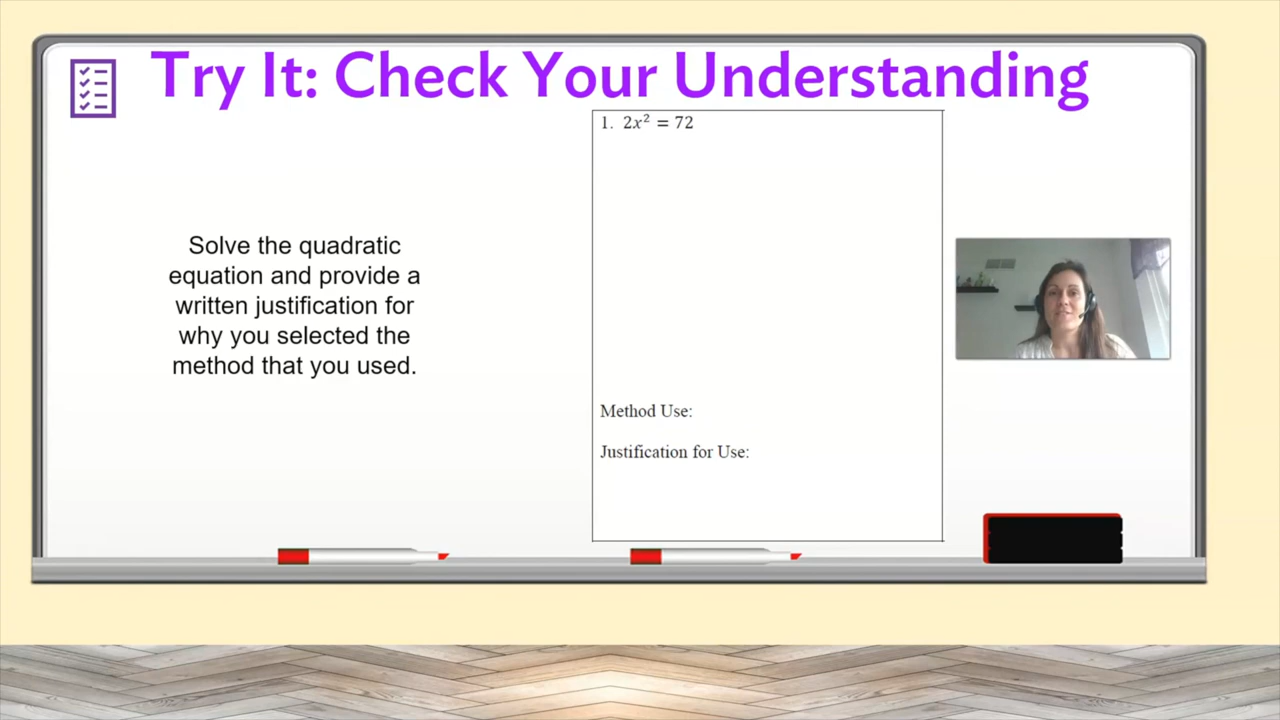 Try It: Check Your Understanding
1. 2x² = 72
Solve the quadratic
equation and provide a
written justification for
why you selected the
method that you used.
Method Use:
Justification for Use: